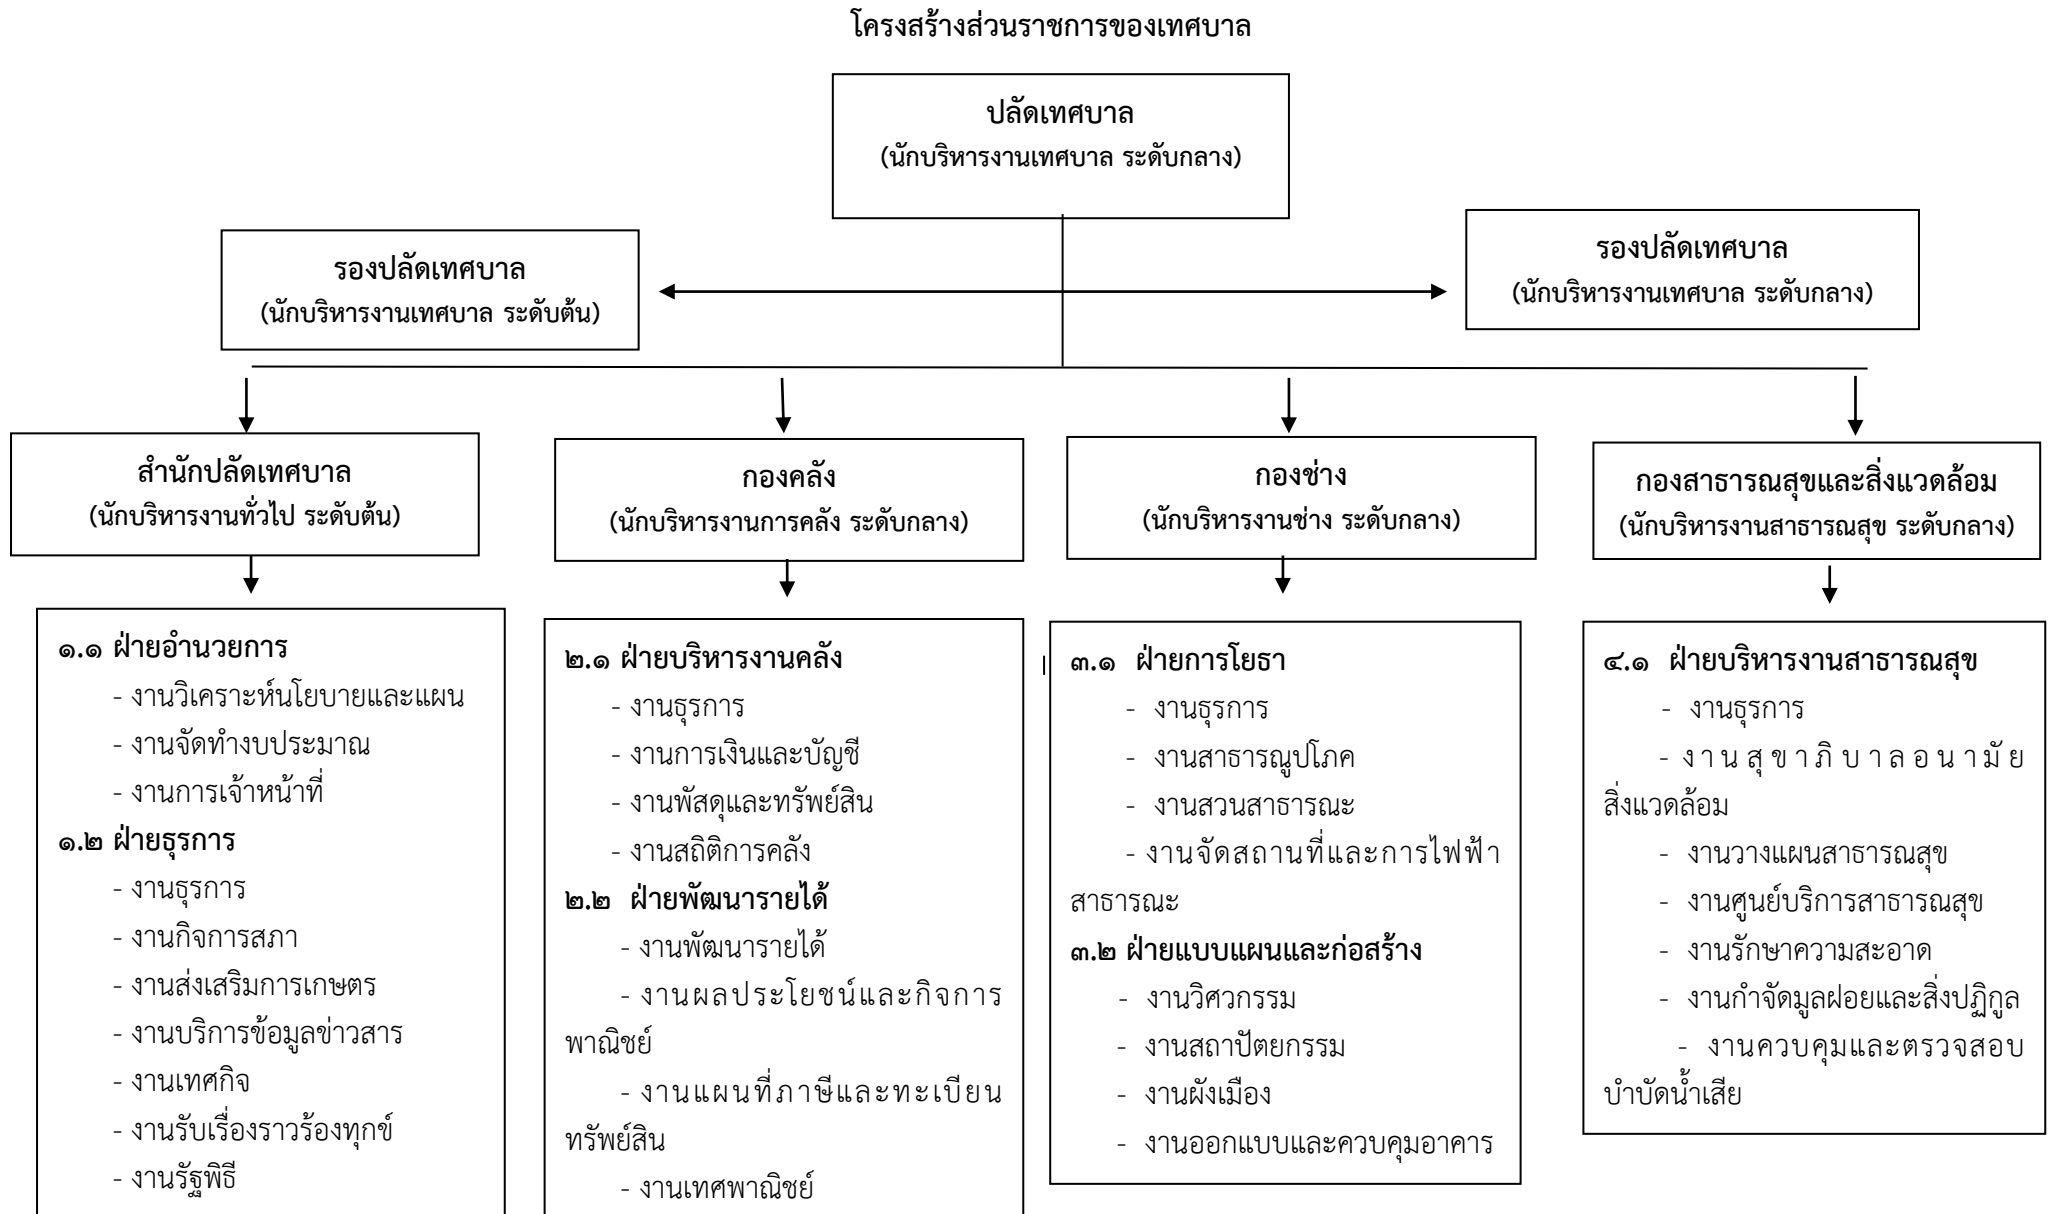 โครงสร้างส่วนราชการของเทศบาล
ปลัดเทศบาล
(นักบริหารงานเทศบาล ระดับกลาง)
รองปลัดเทศบาล
(นักบริหารงานเทศบาล ระดับต้น)
รองปลัดเทศบาล
(นักบริหารงานเทศบาล ระดับกลาง)
สำนักปลัดเทศบาล
(นักบริหารงานทั่วไป ระดับต้น)
กองคลัง
(นักบริหารงานการคลัง ระดับกลาง)
กองช่าง
(นักบริหารงานช่าง ระดับกลาง)
กองสาธารณสุขและสิ่งแวดล้อม
(นักบริหารงานสาธารณสุข ระดับกลาง)
๑.๑ ฝ่ายอำนวยการ
- งานวิเคราะห์นโยบายและแผน
- งานจัดทำงบประมาณ
- งานการเจ้าหน้าที่
๑.๒ ฝ่ายธุรการ
- งานธุรการ
- งานกิจการสภา
- งานส่งเสริมการเกษตร
- งานบริการข้อมูลข่าวสาร
- งานเทศกิจ
- งานรับเรื่องราวร้องทุกข์
- งานรัฐพิธี
๒.๑ ฝ่ายบริหารงานคลัง
- งานธุรการ
- งานการเงินและบัญชี
- งานพัสดุและทรัพย์สิน
- งานสถิติการคลัง
๒.๒ ฝ่ายพัฒนารายได้
- งานพัฒนารายได้
- งานผลประโยชน์และกิจการ
พาณิชย์
- งานแผนที่ภาษีและทะเบียน
ทรัพย์สิน
- งานเทศพาณิชย์
๓.๑ ฝ่ายการโยธา
- งานธุรการ
- งานสาธารณูปโภค
- งานสวนสาธารณะ
- งานจัดสถานที่และการไฟฟ้า
สาธารณะ
๓.๒ ฝ่ายแบบแผนและก่อสร้าง
- งานวิศวกรรม
- งานสถาปัตยกรรม
- งานผังเมือง
- งานออกแบบและควบคุมอาคาร
๔.๑ ฝ่ายบริหารงานสาธารณสุข
- งานธุรการ
- งานสุขาภิบาลอนามัย
สิ่งแวดล้อม
- งานวางแผนสาธารณสุข
- งานศูนย์บริการสาธารณสุข
- งานรักษาความสะอาด
- งานกำจัดมูลฝอยและสิ่งปฏิกูล
- งานควบคุมและตรวจสอบ
บำบัดน้ำเสีย